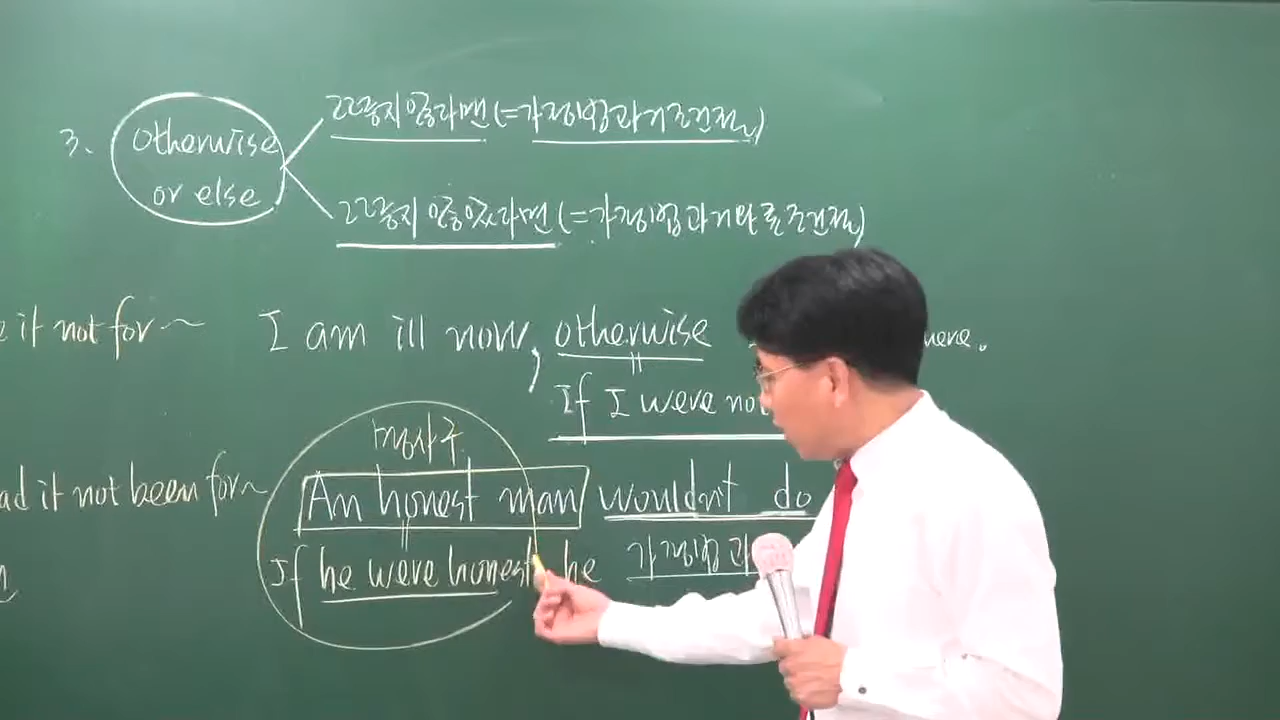 3. otherwise 그렇지 않다면 (= 가정법 과거 조건절)
or else 그렇지 않았더라면 (= 가정법 과거완료 조건절)
e it not for ~
I am ill now, otherwise
If I were not
명사구
ad it not been for ~
An honest man wouldn't do
If he were honest he 가정법 과